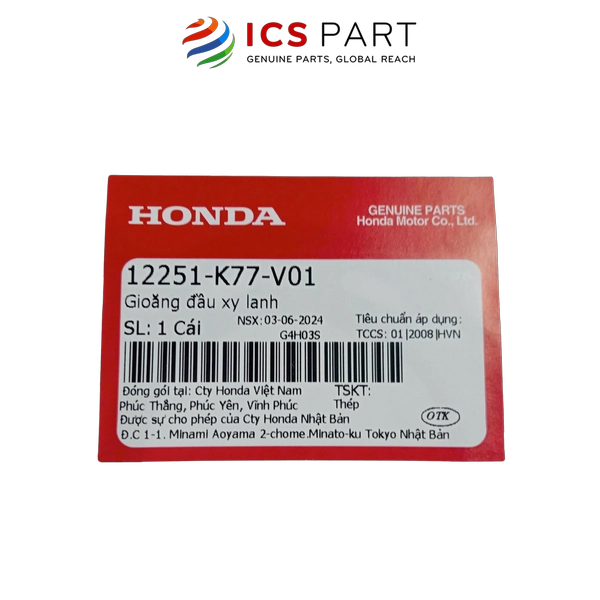 ICS PART
GENUINE PARTS, GLOBAL REACH
HONDA
GENUINE PARTS
Honda Motor Co., Ltd.
12251-K77-V01
Gioăng đầu xy lanh
SL: 1 Cái
NSX: 03-06-2024
G4H03S
Tiêu chuẩn áp dụng:
TCCS: 01|2008|HVN
Đóng gói tại: Cty Honda Việt Nam
TSKT:
Phúc Thắng, Phúc Yên, Vĩnh Phúc
Thép
Được sự cho phép của Cty Honda Nhật Bản
OTK
Đ.C 1-1. Minami Aoyama 2-chome.Minato-ku Tokyo Nhật Bản